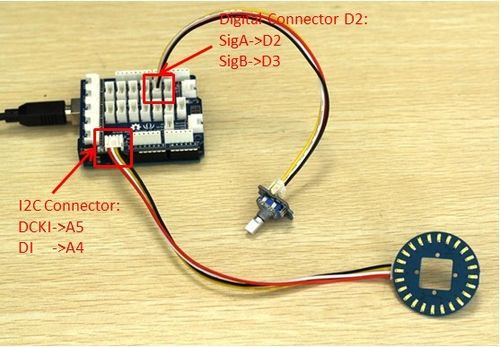 Digital Connector D2:
SigA->D2
SigB->D3
I2C Connector:
DCKI->A5
DI    ->A4